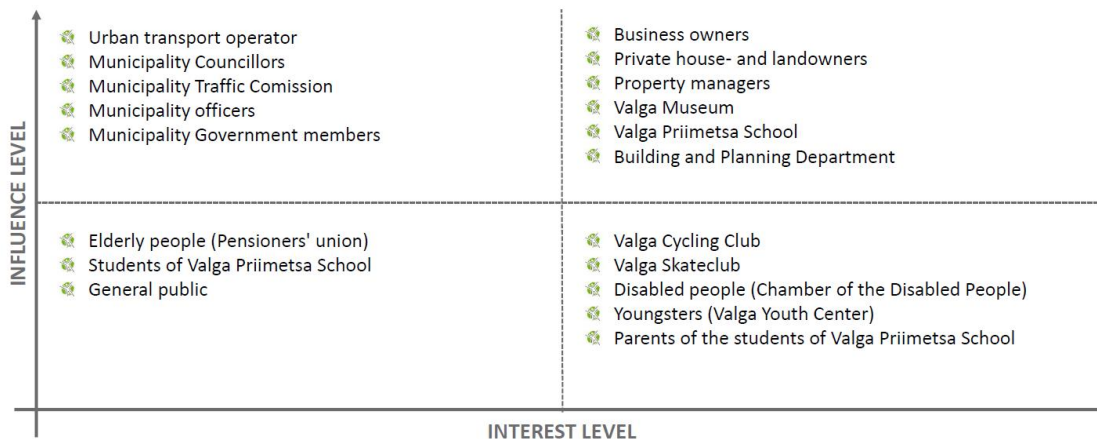 INFLUENCE LEVEL
Urban transport operator
Municipality Councillors
Municipality Traffic Comission
Municipality officers
Municipality Government members
Business owners
Private house- and landowners
Property managers
Valga Museum
Valga Priimetsa School
Building and Planning Department
Elderly people (Pensioners' union)
Students of Valga Priimetsa School
General public
Valga Cycling Club
Valga Skateclub
Disabled people (Chamber of the Disabled People)
Youngsters (Valga Youth Center)
Parents of the students of Valga Priimetsa School
INTEREST LEVEL